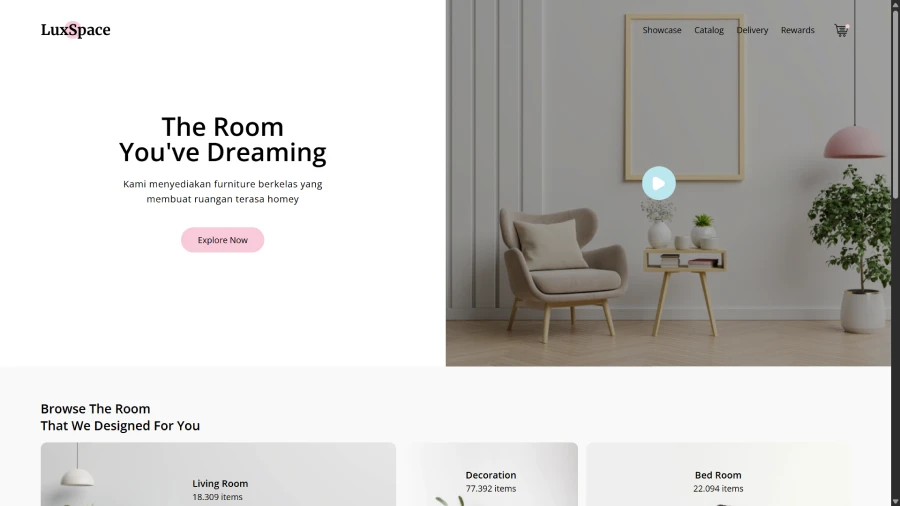 LuxSpace
Showcase
Catalog
Delivery
Rewards
The Room
You've Dreaming
Kami menyediakan furniture berkelas yang
membuat ruangan terasa homey
Explore Now
Browse The Room
That We Designed For You
Living Room
18.309 items
Decoration
77.392 items
Bed Room
22.094 items